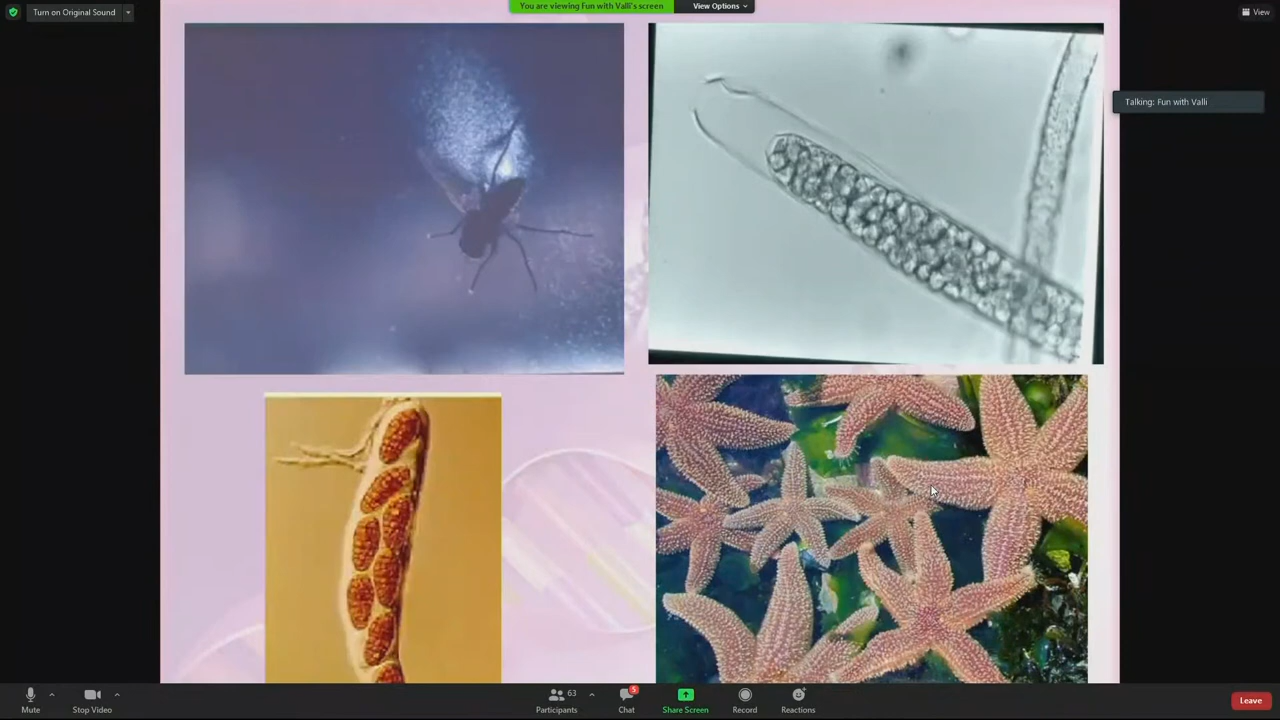 Turn on Original Sound
You are viewing Fun with Valli's screen
View Options
View
Talking: Fun with Valli
Mute
Stop Video
63
Participants
5
Chat
Share Screen
Record
Reactions
Leave